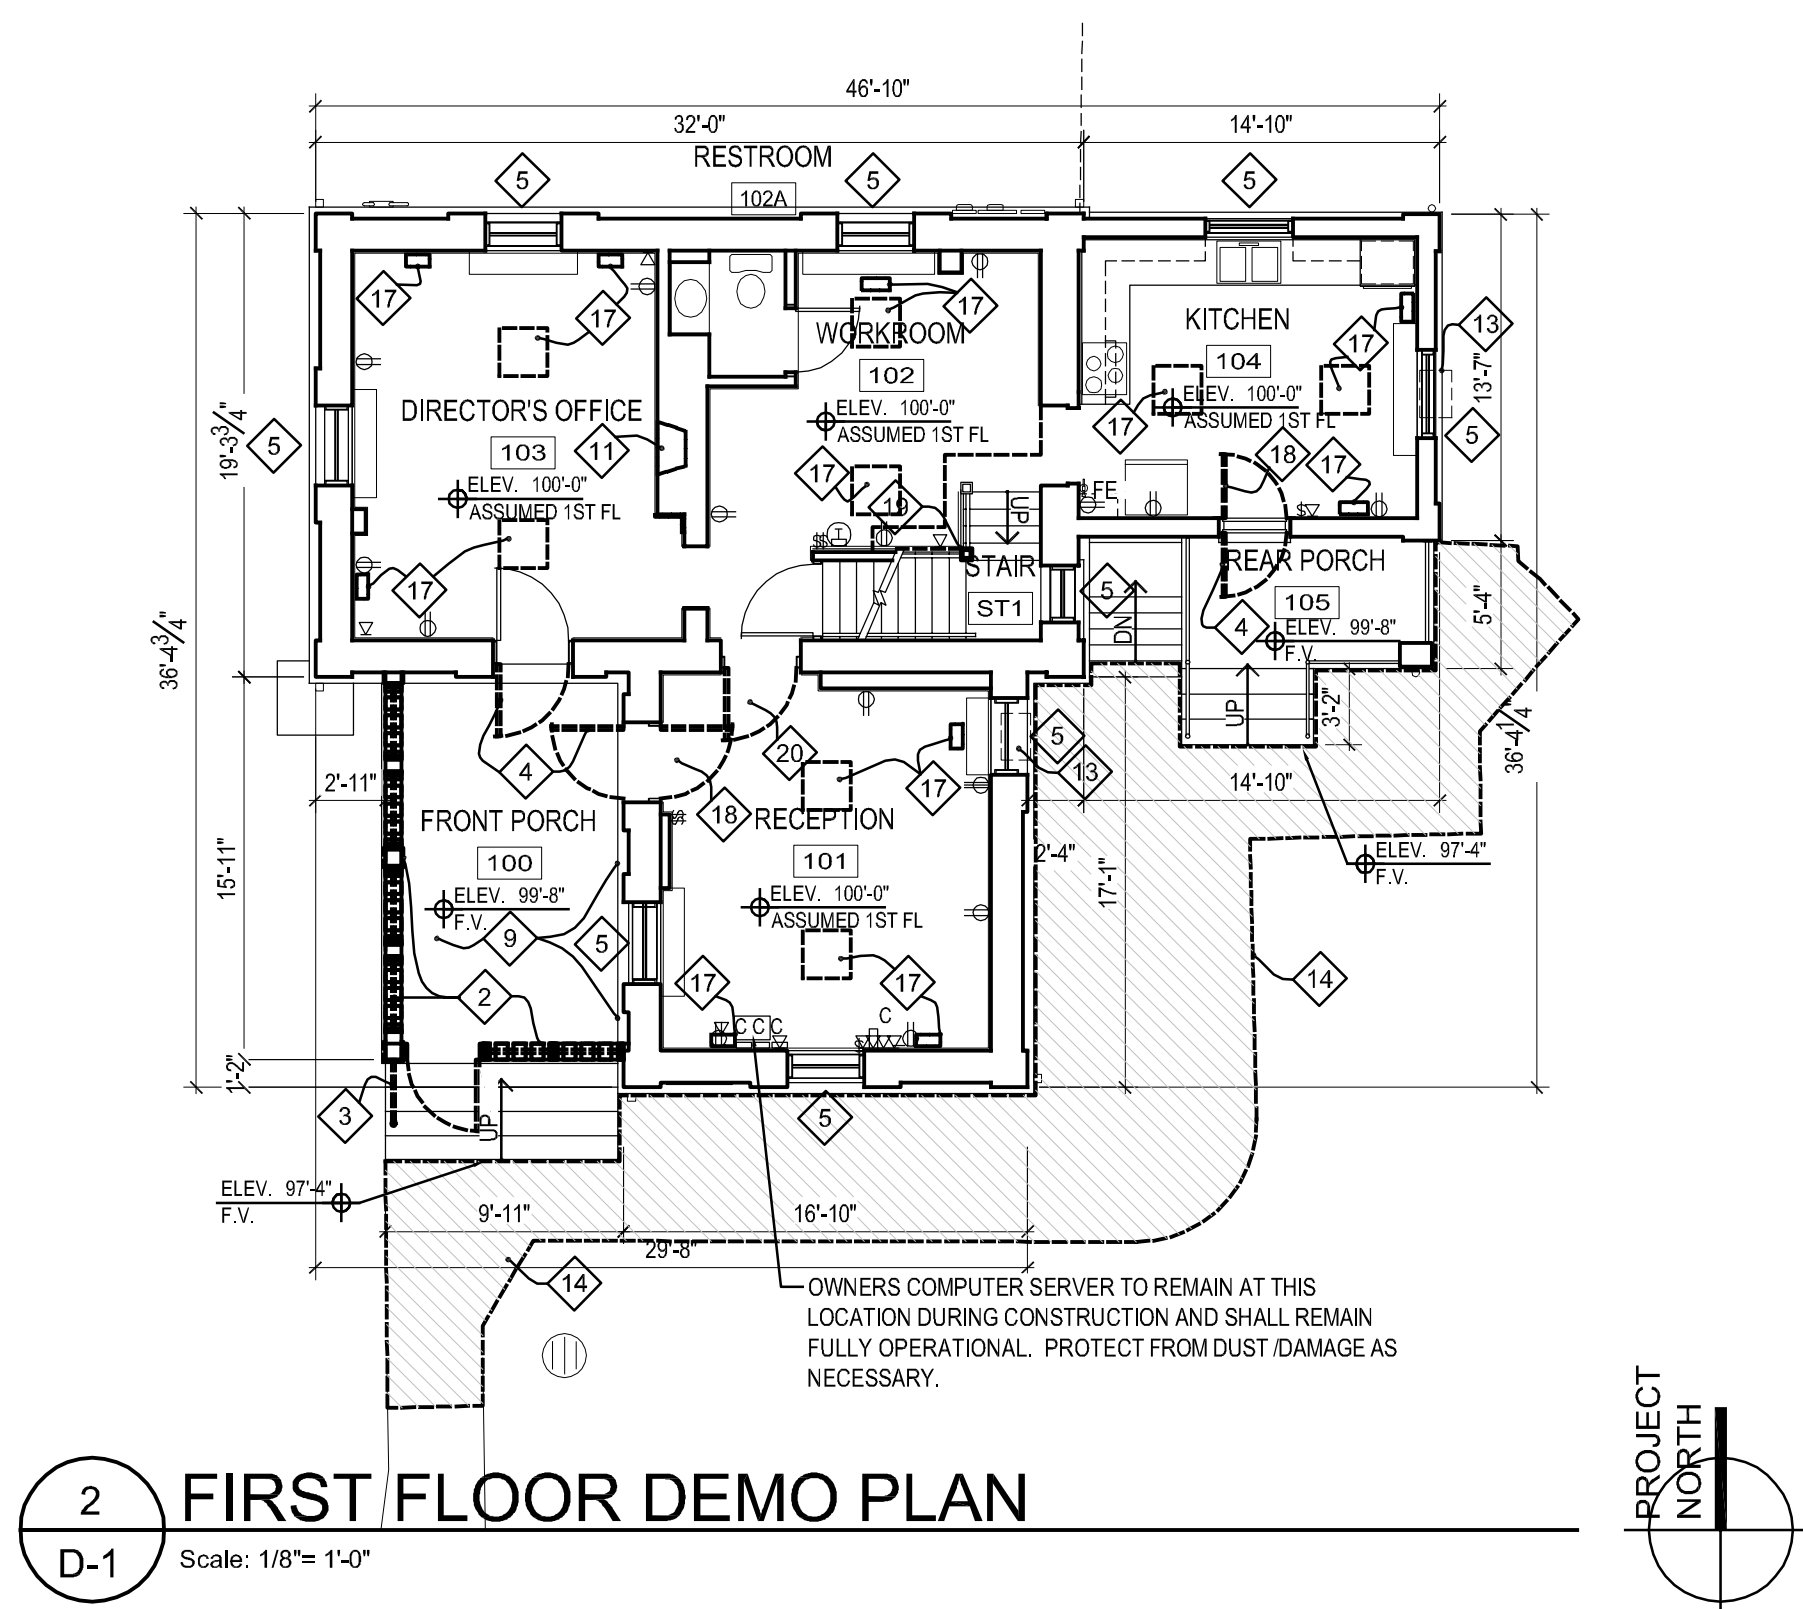 46'-10"
32'-0"
14'-10"
RESTROOM
102A
5
5
5
17
17
17
17
13
KITCHEN
104
ELEV. 100'-0"
ASSUMED 1ST FL
WORKROOM
102
ELEV. 100'-0"
ASSUMED 1ST FL
DIRECTOR'S OFFICE
103
ELEV. 100'-0"
ASSUMED 1ST FL
11
5
19'-3 3/4"
13'-7"
5
17
18
17
17
19
FE
UP
STAIR
ST1
5
REAR PORCH
105
ELEV. 99'-8"
F.V.
4
DN
UP
5'-4"
3'-2"
36'-4 3/4"
36'-4 1/4"
17
4
20
18
17
5
13
2'-11"
14'-10"
FRONT PORCH
100
ELEV. 99'-8"
F.V.
RECEPTION
101
ELEV. 100'-0"
ASSUMED 1ST FL
2'-4"
17'-1"
ELEV. 97'-4"
F.V.
15'-11"
9
5
2
17
17
C C C
C
14
1'-2"
3
UP
5
ELEV. 97'-4"
F.V.
9'-11"
16'-10"
29'-8"
14
OWNERS COMPUTER SERVER TO REMAIN AT THIS
LOCATION DURING CONSTRUCTION AND SHALL REMAIN
FULLY OPERATIONAL. PROTECT FROM DUST /DAMAGE AS
NECESSARY.
2
D-1
FIRST FLOOR DEMO PLAN
Scale: 1/8"= 1'-0"
PROJECT
NORTH